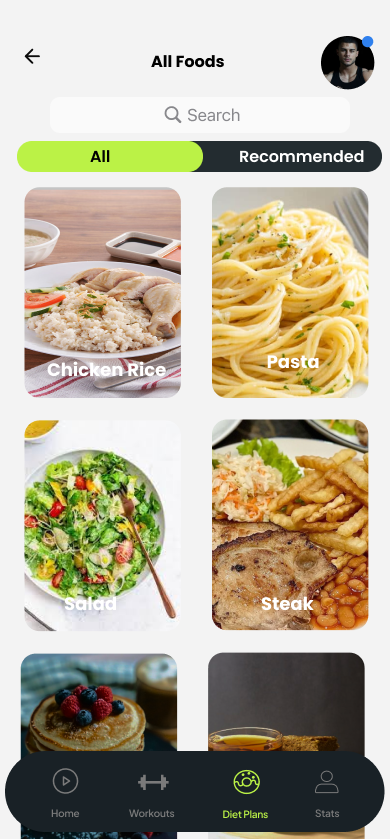 All Foods
Search
All
Recommended
Chicken Rice
Pasta
Salad
Steak
Home
Workouts
Diet Plans
Stats